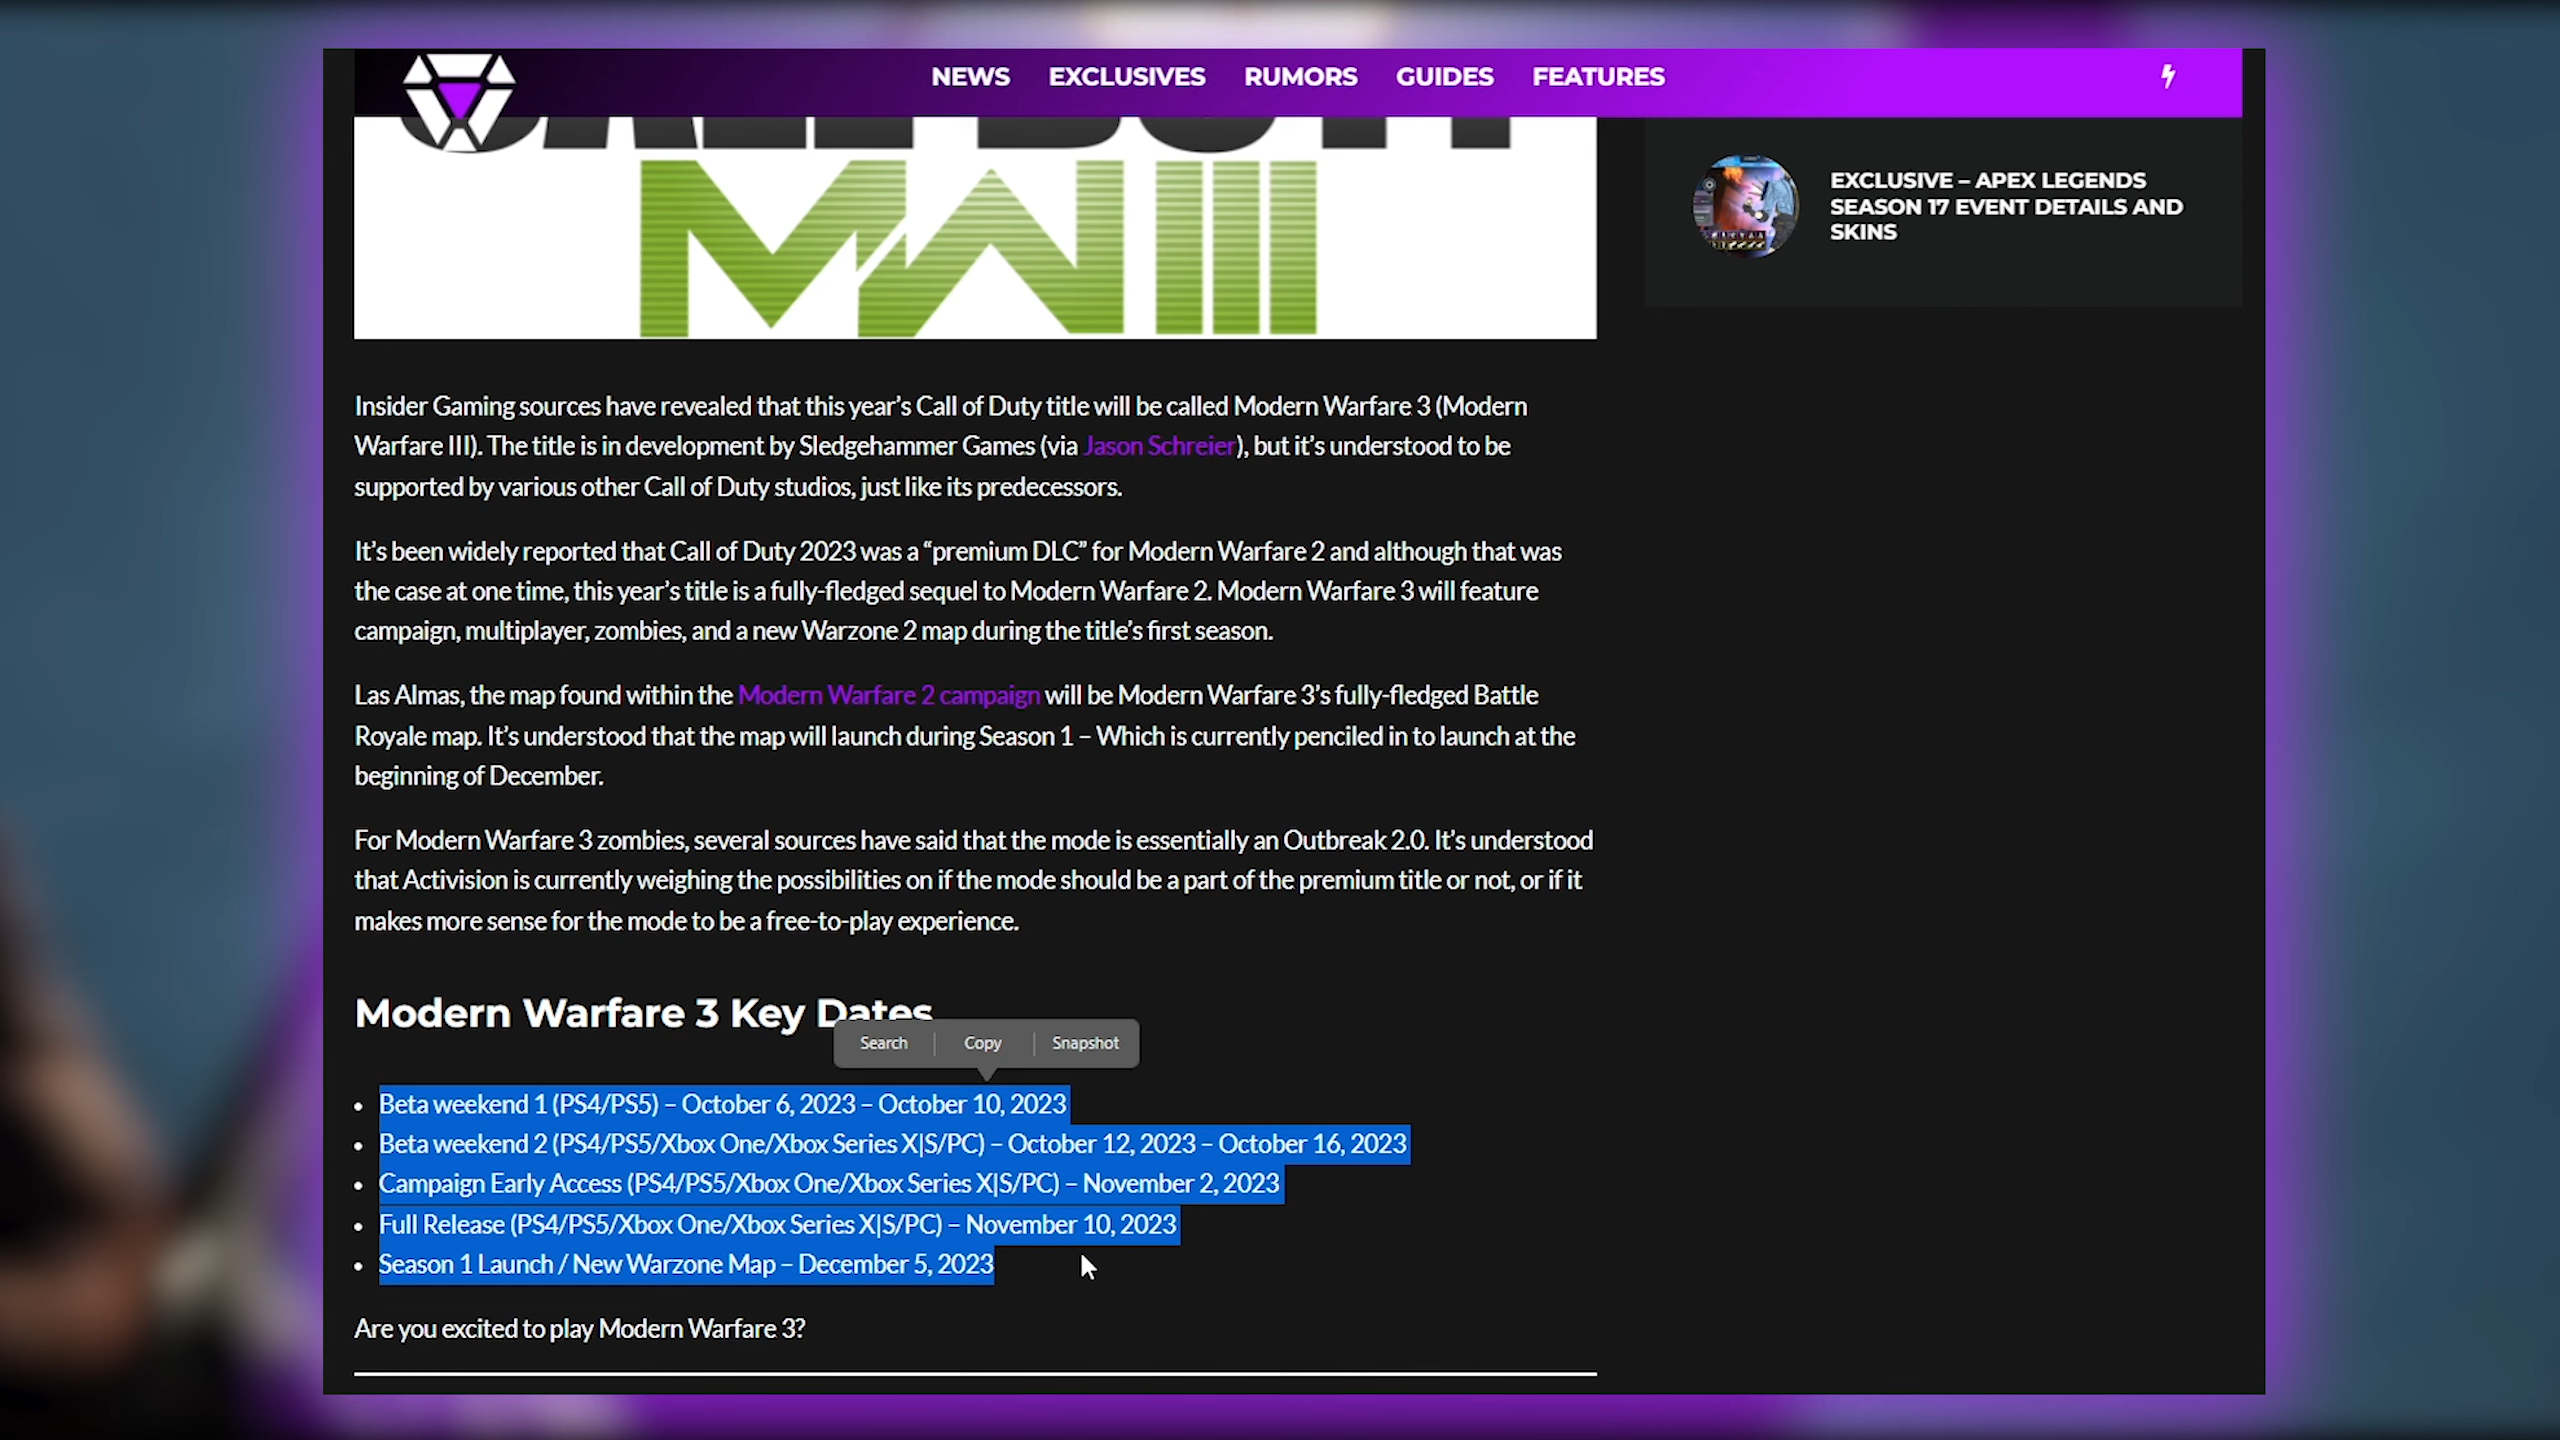 NEWS EXCLUSIVES RUMORS GUIDES FEATURES
CALL DUTY
MWIII
EXCLUSIVE – APEX LEGENDS
SEASON 17 EVENT DETAILS AND
SKINS
Insider Gaming sources have revealed that this year’s Call of Duty title will be called Modern Warfare 3 (Modern
Warfare III). The title is in development by Sledgehammer Games (via Jason Schreier), but it’s understood to be
supported by various other Call of Duty studios, just like its predecessors.
It’s been widely reported that Call of Duty 2023 was a “premium DLC” for Modern Warfare 2 and although that was
the case at one time, this year’s title is a fully-fledged sequel to Modern Warfare 2. Modern Warfare 3 will feature
campaign, multiplayer, zombies, and a new Warzone 2 map during the title’s first season.
Las Almas, the map found within the Modern Warfare 2 campaign will be Modern Warfare 3’s fully-fledged Battle
Royale map. It’s understood that the map will launch during Season 1 – Which is currently penciled in to launch at the
beginning of December.
For Modern Warfare 3 zombies, several sources have said that the mode is essentially an Outbreak 2.0. It’s understood
that Activision is currently weighing the possibilities on if the mode should be a part of the premium title or not, or if it
makes more sense for the mode to be a free-to-play experience.
Modern Warfare 3 Key Dates
Search Copy Snapshot
• Beta weekend 1 (PS4/PS5) – October 6, 2023 – October 10, 2023
• Beta weekend 2 (PS4/PS5/Xbox One/Xbox Series X|S/PC) – October 12, 2023 – October 16, 2023
• Campaign Early Access (PS4/PS5/Xbox One/Xbox Series X|S/PC) – November 2, 2023
• Full Release (PS4/PS5/Xbox One/Xbox Series X|S/PC) – November 10, 2023
• Season 1 Launch / New Warzone Map – December 5, 2023
Are you excited to play Modern Warfare 3?